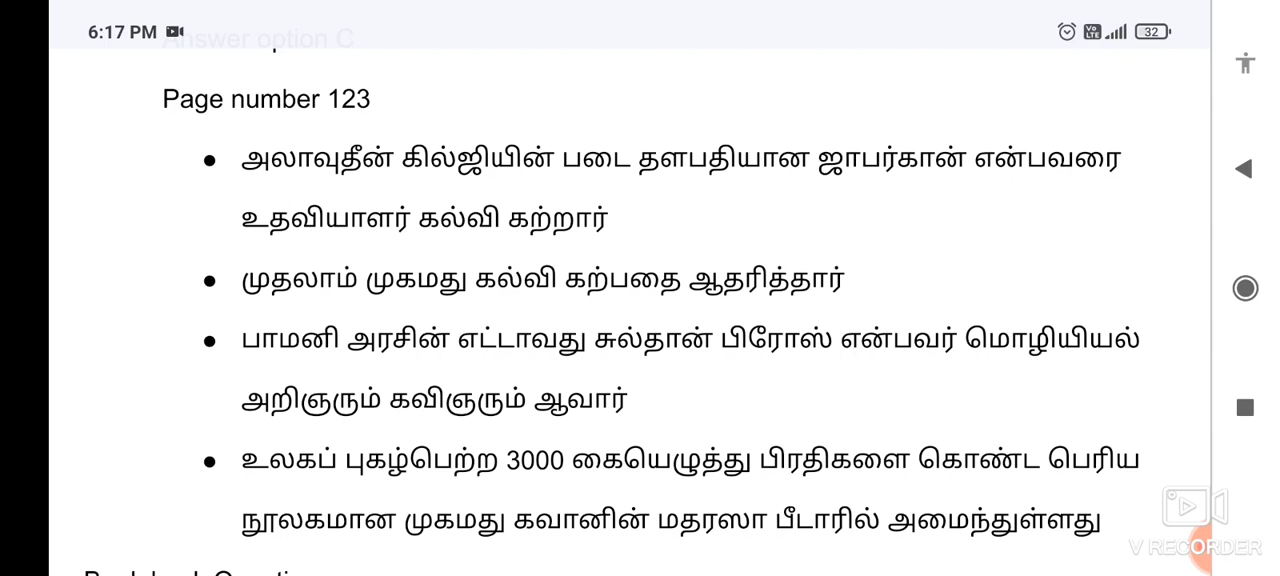 6:17 PM
32
Answer option C
Page number 123
● அலாவுதீன் கில்ஜியின் படை தளபதியான ஜாபர்கான் என்பவரை
உதவியாளர் கல்வி கற்றார்
● முதலாம் முகமது கல்வி கற்பதை ஆதரித்தார்
● பாமனி அரசின் எட்டாவது சுல்தான் பிரோஸ் என்பவர் மொழியியல்
அறிஞரும் கவிஞரும் ஆவார்
● உலகப் புகழ்பெற்ற 3000 கையெழுத்து பிரதிகளை கொண்ட பெரிய
நூலகமான முகமது கவானின் மதரஸா பீடாரில் அமைந்துள்ளது
V RECORDER